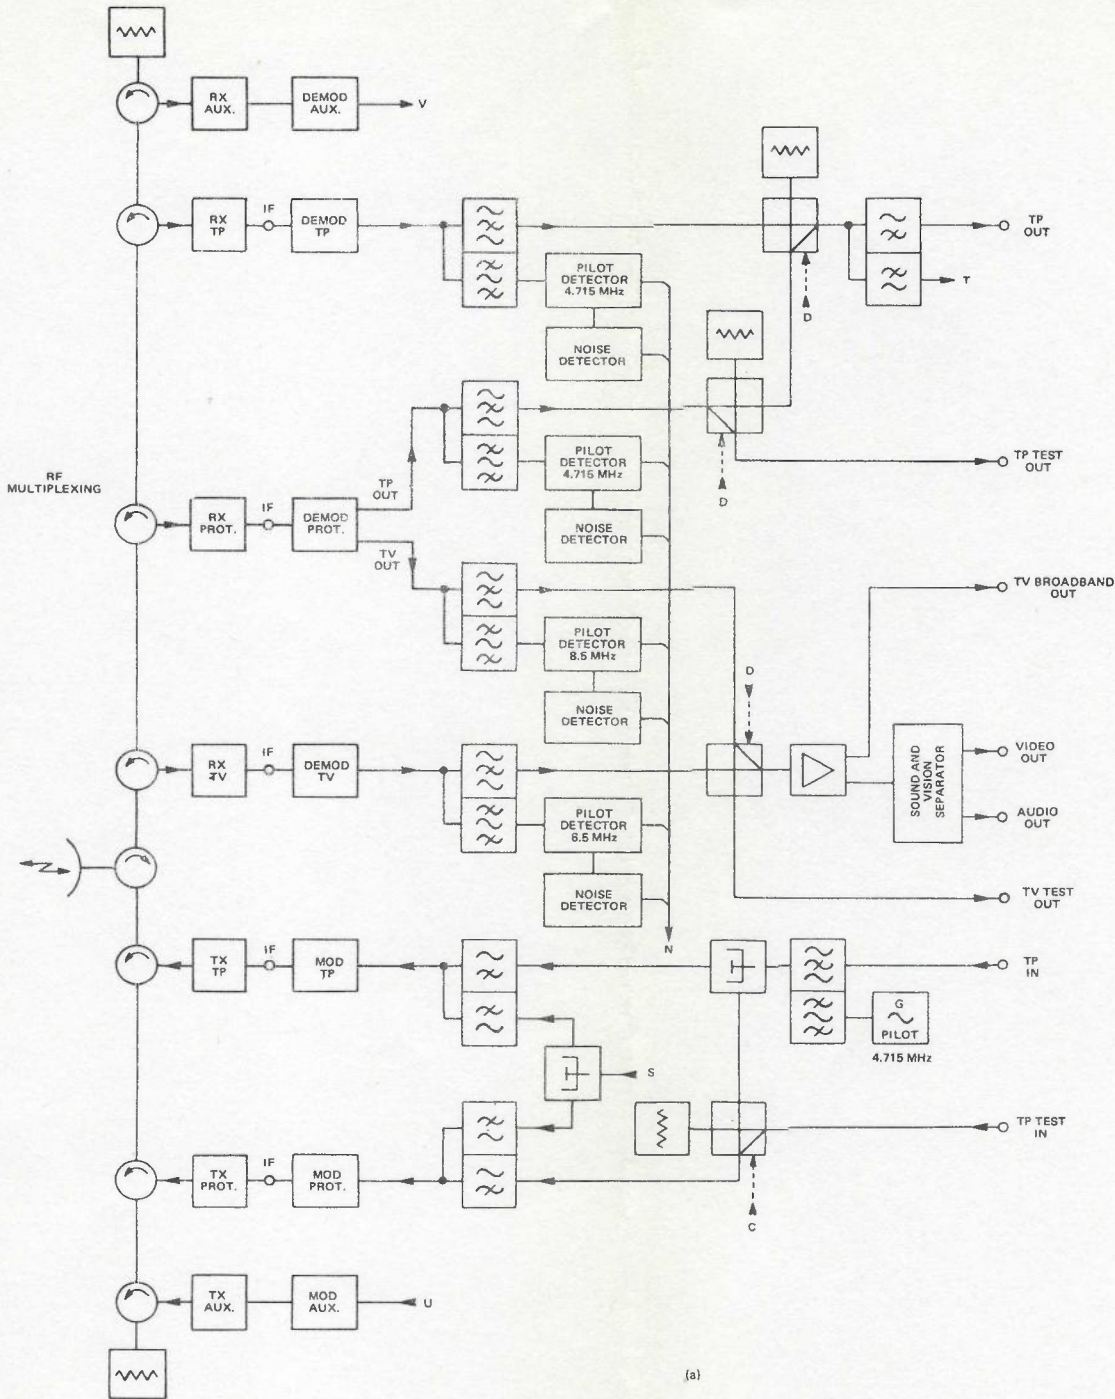 RX
AUX.
DEMOD
AUX.
V
RX
TP
IF
DEMOD
TP
TP
OUT
PILOT
DETECTOR
4.715 MHz
T
D
NOISE
DETECTOR
RF
MULTIPLEXING
TP
OUT
PILOT
DETECTOR
4.715 MHz
TP TEST
OUT
D
RX
PROT.
IF
DEMOD
PROT.
NOISE
DETECTOR
TV
OUT
TV BROADBAND
OUT
PILOT
DETECTOR
8.5 MHz
D
NOISE
DETECTOR
RX
TV
IF
DEMOD
TV
SOUND AND
VISION
SEPARATOR
VIDEO
OUT
AUDIO
OUT
PILOT
DETECTOR
8.5 MHz
NOISE
DETECTOR
TV TEST
OUT
N
TX
TP
IF
MOD
TP
TP
IN
G
PILOT
4.715 MHz
S
TP TEST
IN
TX
PROT.
IF
MOD
PROT.
C
TX
AUX.
MOD
AUX.
U
(a)